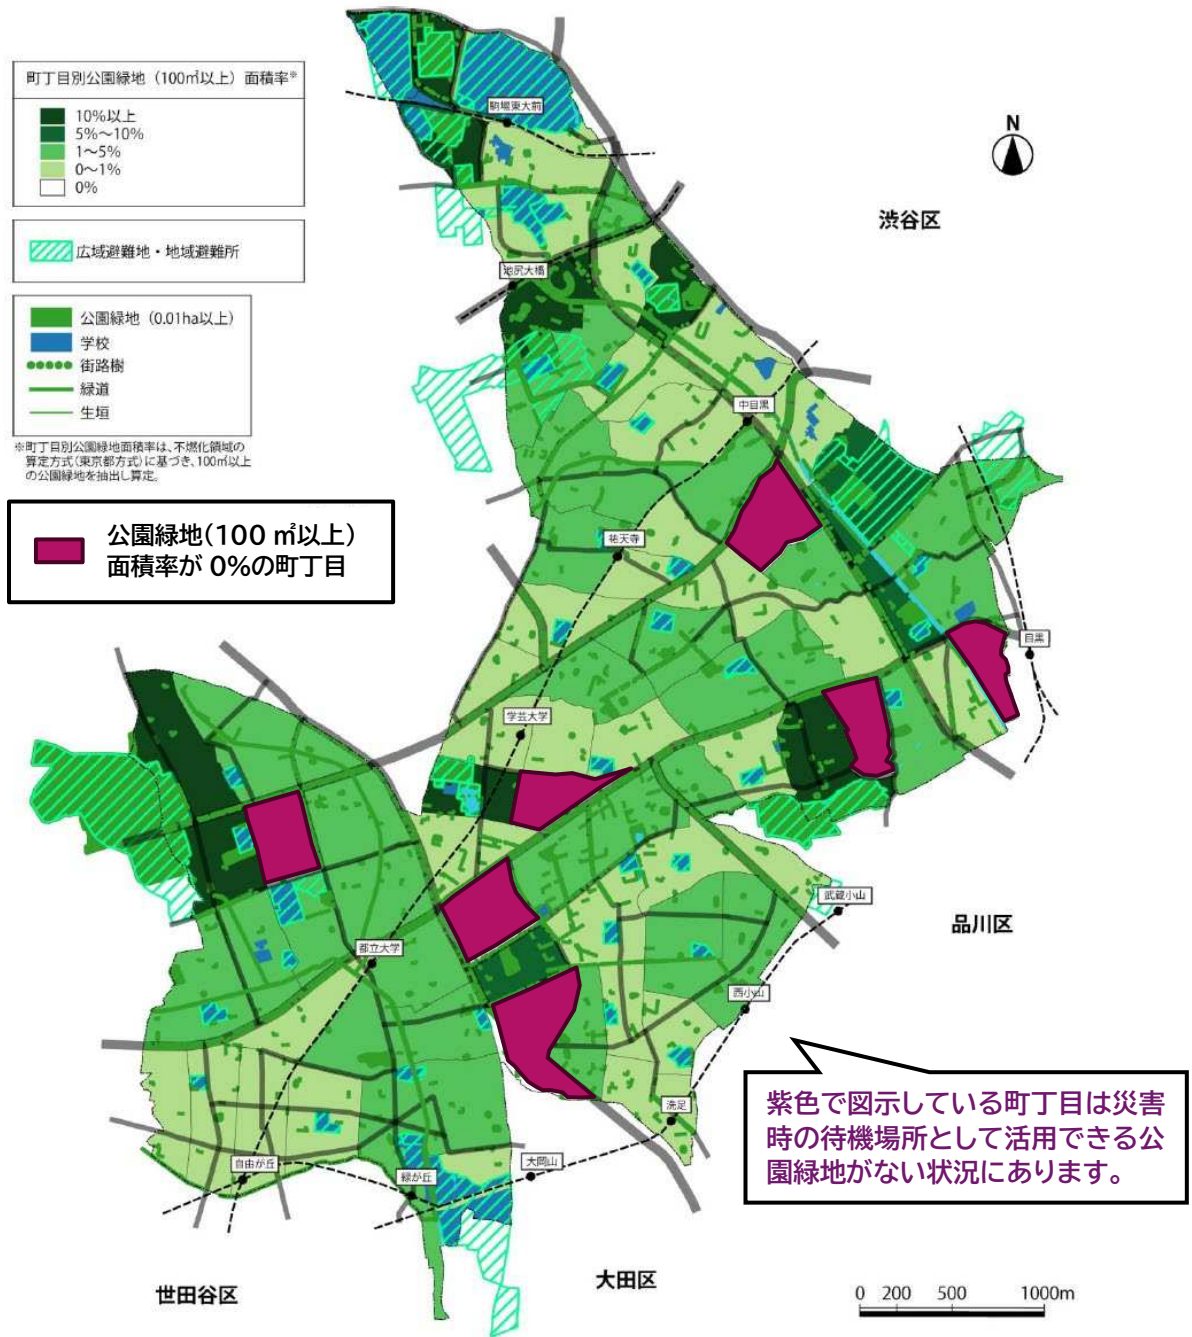 町丁目別公園緑地（100㎡以上）面積率※
10％以上
5％～10％
1～5％
0～1％
0％
広域避難地・地域避難所
公園緑地（0.01ha以上）
学校
街路樹
緑道
生垣
※町丁目別公園緑地面積率は、不燃化領域の
算定方式（東京都方式）に基づき、100㎡以上
の公園緑地を抽出し算定。
公園緑地（100 ㎡以上）
面積率が 0％の町丁目
N
渋谷区
駒場東大前
池尻大橋
中目黒
祐天寺
目黒
学芸大学
武蔵小山
品川区
都立大学
西小山
洗足
大岡山
自由が丘
緑が丘
紫色で図示している町丁目は災害
時の待機場所として活用できる公
園緑地がない状況にあります。
世田谷区
大田区
0 200 500 1000m